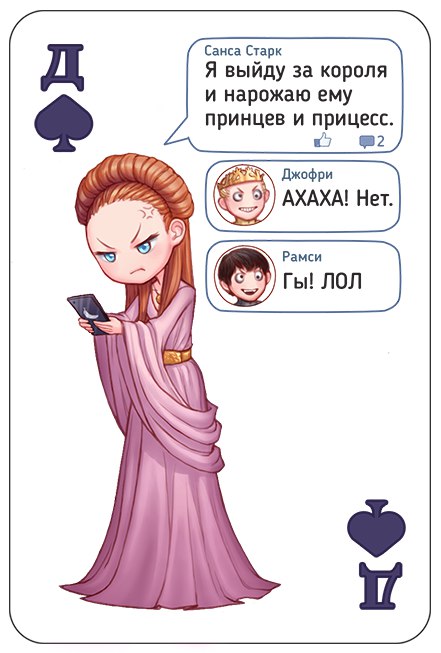 Д
Санса Старк
Я выйду за короля
и нарожаю ему
принцев и прицесс.
2
Джофри
АХАХА! Нет.
Рамси
Гы! ЛОЛ
Д